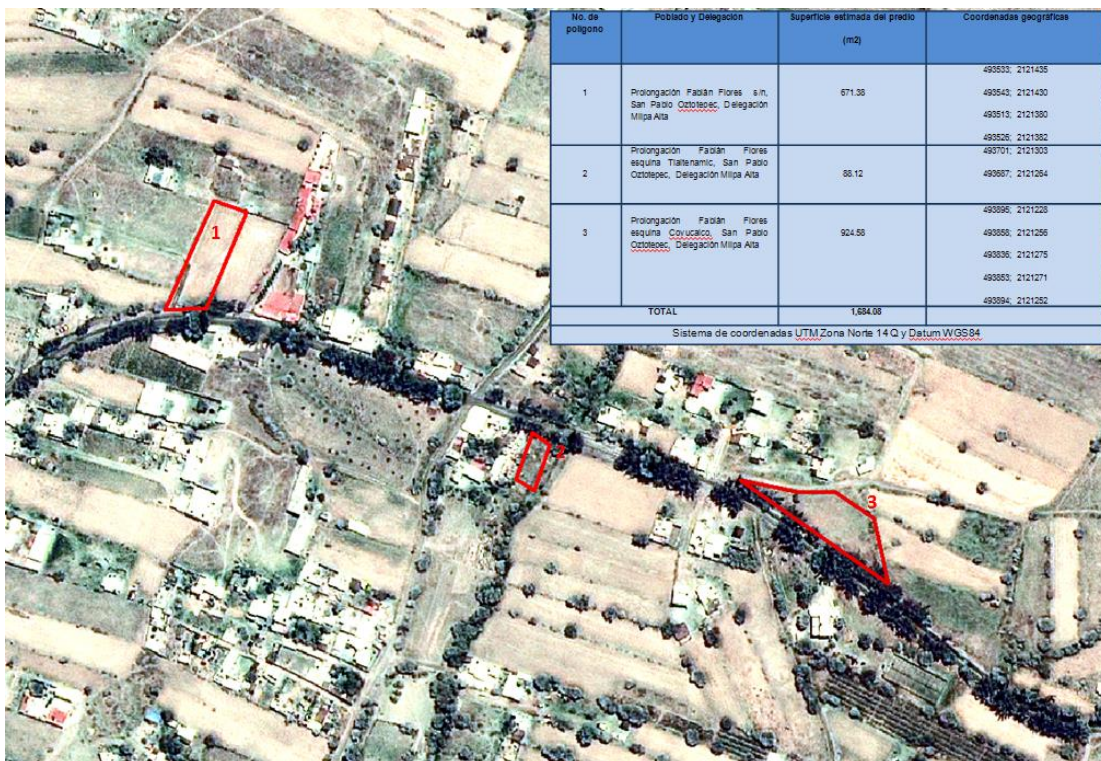 No. de
polígono
Poblado y Delegación
Superficie estimada del predio
(m2)
Coordenadas geográficas
1
Prolongación Fabián Flores s/n,
San Pablo Oztotepec, Delegación
Milpa Alta
671.38
493533; 2121435
493543; 2121430
493513; 2121380
493526; 2121382
2
Prolongación Fabián Flores
esquina Tlaltenamic, San Pablo
Oztotepec, Delegación Milpa Alta
88.12
493701; 2121303
493687; 2121264
3
Prolongación Fabián Flores
esquina Coyucalco, San Pablo
Oztotepec, Delegación Milpa Alta
924.58
493895; 2121228
493858; 2121256
493836; 2121275
493853; 2121271
493894; 2121252
TOTAL
1,684.08
Sistema de coordenadas UTM Zona Norte 14 Q y Datum WGS84
1
2
3